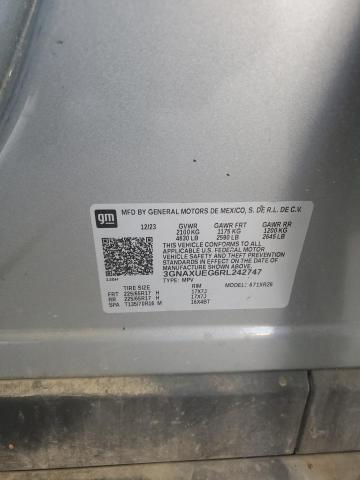 gm
MFD BY GENERAL MOTORS DE MEXICO, S. DE R.L. DE C.V.
12/23 GVWR GAWR FRT GAWR RR
2100 KG 1175 KG 1200 KG
4630 LB 2590 LB 2645 LB
THIS VEHICLE CONFORMS TO ALL
APPLICABLE U.S. FEDERAL MOTOR
VEHICLE SAFETY, BUMPER, AND
THEFT PREVENTION STANDARDS IN
EFFECT ON THE DATE OF
MANUFACTURE SHOWN ABOVE.
3GNAXUEG6RL242747
TYPE: MPV MODEL: 471XR26
TIRE SIZE RIM
FRT 225/65R17 H 17X7J
RR 225/65R17 H 17X7J
SPA T135/70R16 M 16X4BT